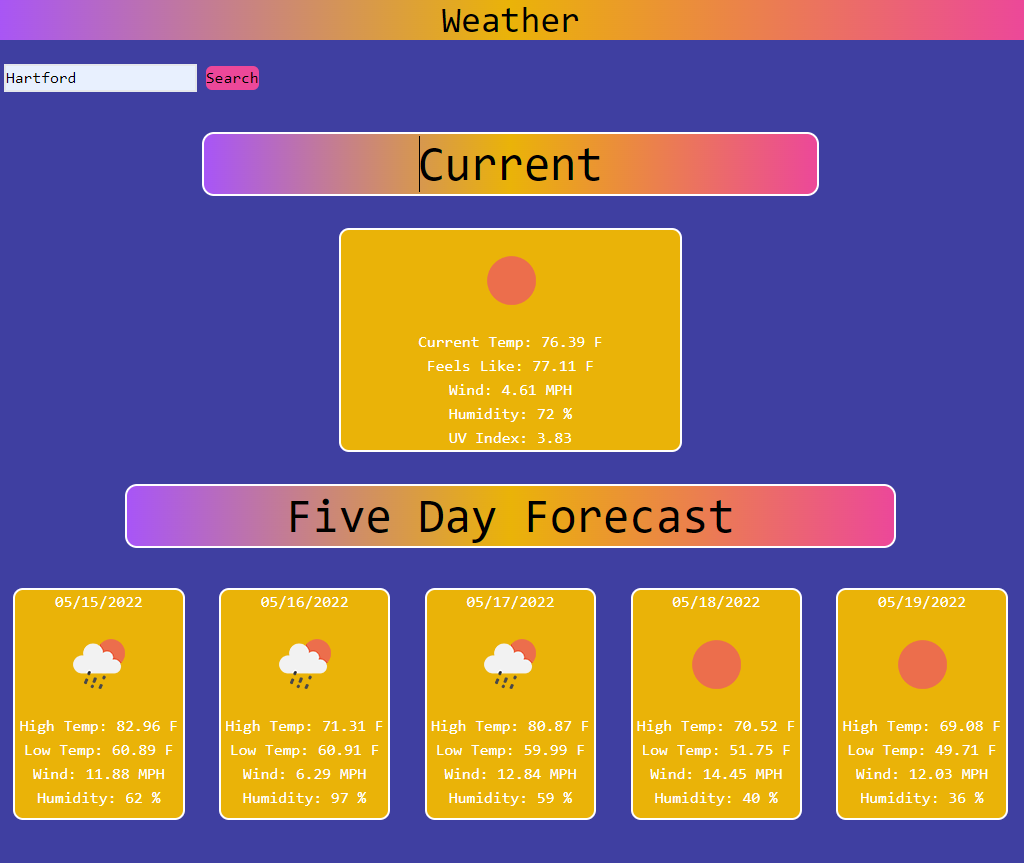 Weather
Hartford
Search
Current
Current Temp: 76.39 F
Feels Like: 77.11 F
Wind: 4.61 MPH
Humidity: 72 %
UV Index: 3.83
Five Day Forecast
05/15/2022
High Temp: 82.96 F
Low Temp: 60.89 F
Wind: 11.88 MPH
Humidity: 62 %
05/16/2022
High Temp: 71.31 F
Low Temp: 60.91 F
Wind: 6.29 MPH
Humidity: 97 %
05/17/2022
High Temp: 80.87 F
Low Temp: 59.99 F
Wind: 12.84 MPH
Humidity: 59 %
05/18/2022
High Temp: 70.52 F
Low Temp: 51.75 F
Wind: 14.45 MPH
Humidity: 40 %
05/19/2022
High Temp: 69.08 F
Low Temp: 49.71 F
Wind: 12.03 MPH
Humidity: 36 %